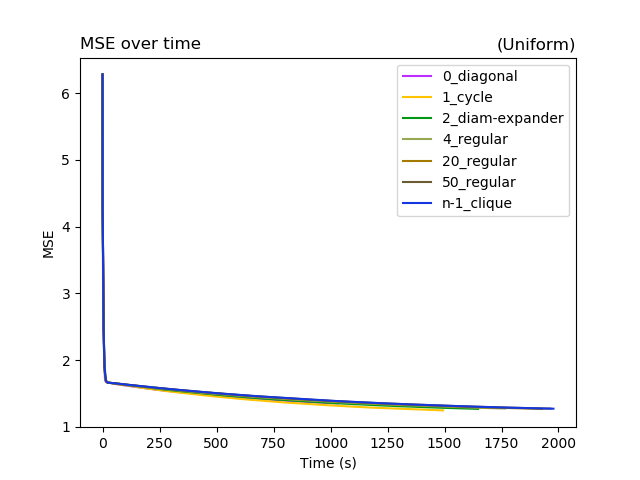 MSE over time (Uniform)
0_diagonal
1_cycle
2_diam-expander
4_regular
20_regular
50_regular
n-1_clique
6
5
4
3
2
1
MSE
0 250 500 750 1000 1250 1500 1750 2000
Time (s)